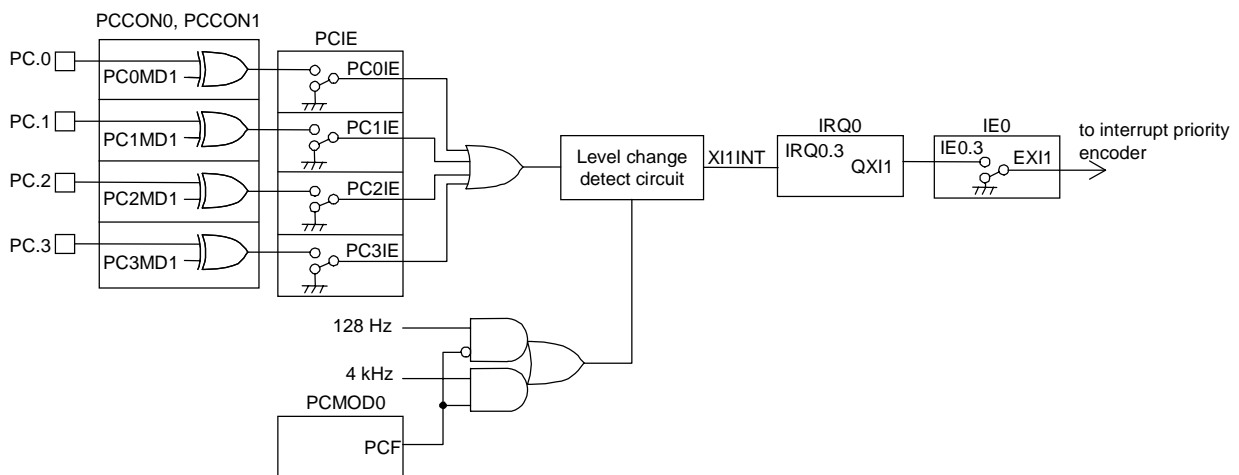 PCCON0, PCCON1
PCIE
PC.0
PC0MD1
PC0IE
PC.1
PC1MD1
PC1IE
PC.2
PC2MD1
PC2IE
PC.3
PC3MD1
PC3IE
Level change
detect circuit
XI1INT
IRQ0
IRQ0.3
QXI1
IE0
IE0.3
EXI1
to interrupt priority
encoder
128 Hz
4 kHz
PCMOD0
PCF